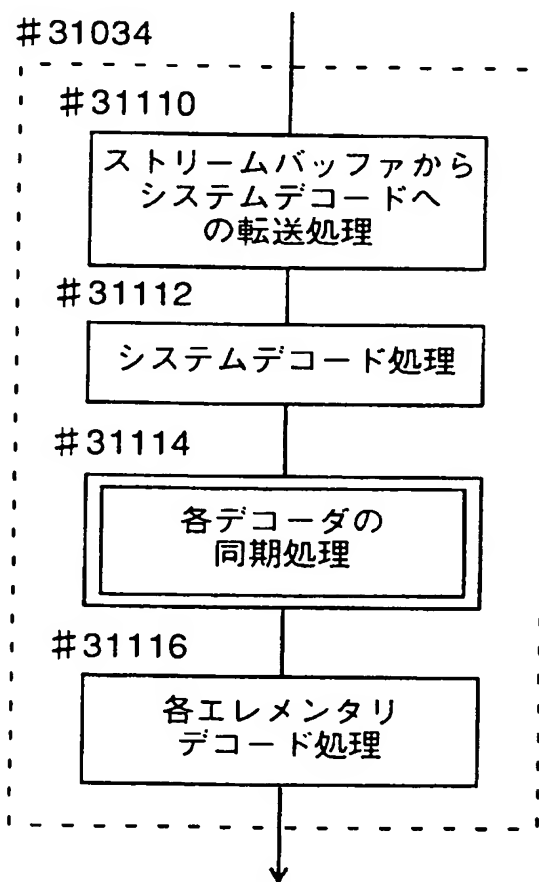 #31034
#31110
ストリームバッファから
システムデコードへ
の転送処理
#31112
システムデコード処理
#31114
各デコーダの
同期処理
#31116
各エレメンタリ
デコード処理